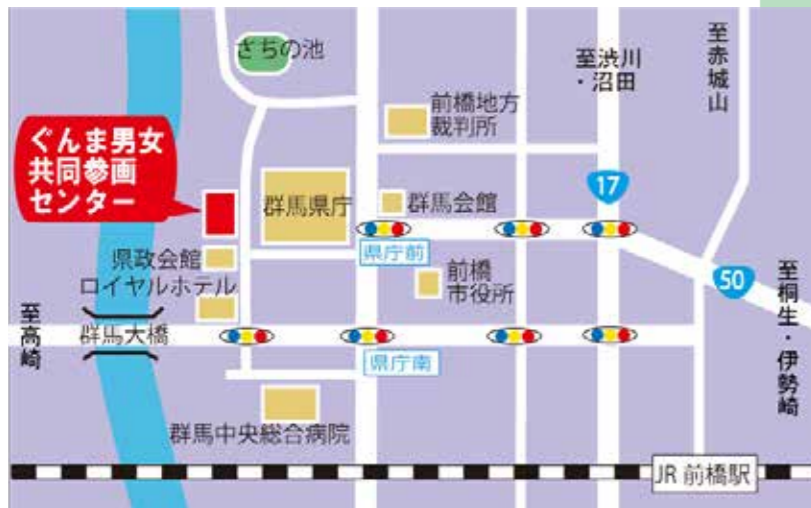 さちの池
至渋川
・沼田
至赤城山
前橋地方
裁判所
ぐんま男女
共同参画
センター
17
群馬県庁
群馬会館
県庁前
県政会館
ロイヤルホテル
前橋
市役所
50
至桐生・伊勢崎
至高崎
群馬大橋
県庁南
群馬中央総合病院
JR 前橋駅